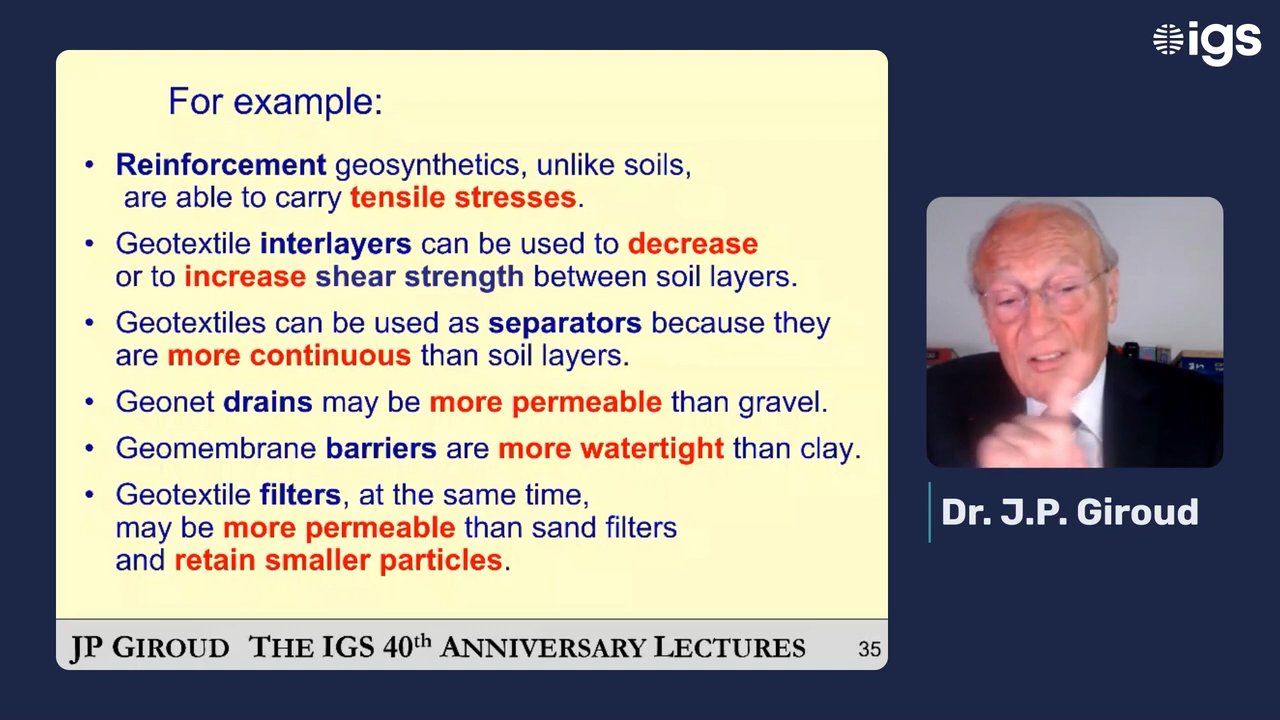 igs
For example:
• Reinforcement geosynthetics, unlike soils,
are able to carry tensile stresses.
• Geotextile interlayers can be used to decrease
or to increase shear strength between soil layers.
• Geotextiles can be used as separators because they
are more continuous than soil layers.
• Geonet drains may be more permeable than gravel.
• Geomembrane barriers are more watertight than clay.
• Geotextile filters, at the same time,
may be more permeable than sand filters
and retain smaller particles.
JP GIROUD THE IGS 40th ANNIVERSARY LECTURES 35
Dr. J.P. Giroud